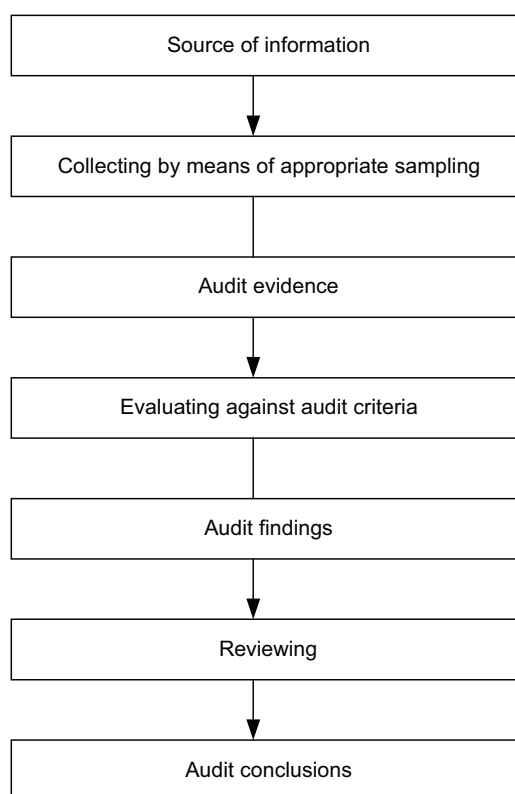 Source of information
Collecting by means of appropriate sampling
Audit evidence
Evaluating against audit criteria
Audit findings
Reviewing
Audit conclusions